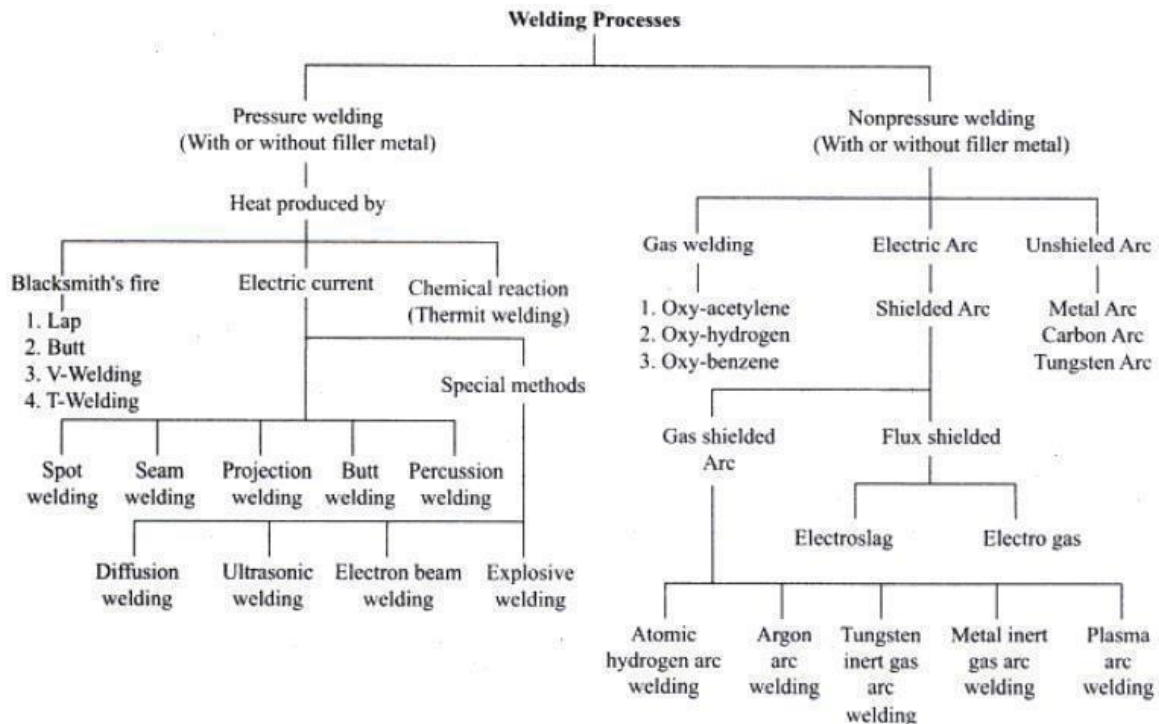 Welding Processes
Pressure welding
(With or without filler metal)
Nonpressure welding
(With or without filler metal)
Heat produced by
Gas welding
Electric Arc
Unshieled Arc
Blacksmith's fire
Electric current
Chemical reaction
(Thermit welding)
1. Lap
2. Butt
3. V-Welding
4. T-Welding
1. Oxy-acetylene
2. Oxy-hydrogen
3. Oxy-benzene
Shielded Arc
Metal Arc
Carbon Arc
Tungsten Arc
Special methods
Gas shielded
Arc
Flux shielded
Spot
welding
Seam
welding
Projection
welding
Butt
welding
Percussion
welding
Electroslag
Electro gas
Diffusion
welding
Ultrasonic
welding
Electron beam
welding
Explosive
welding
Atomic
hydrogen arc
welding
Argon
arc
welding
Tungsten
inert gas
arc
welding
Metal inert
gas arc
welding
Plasma
arc
welding